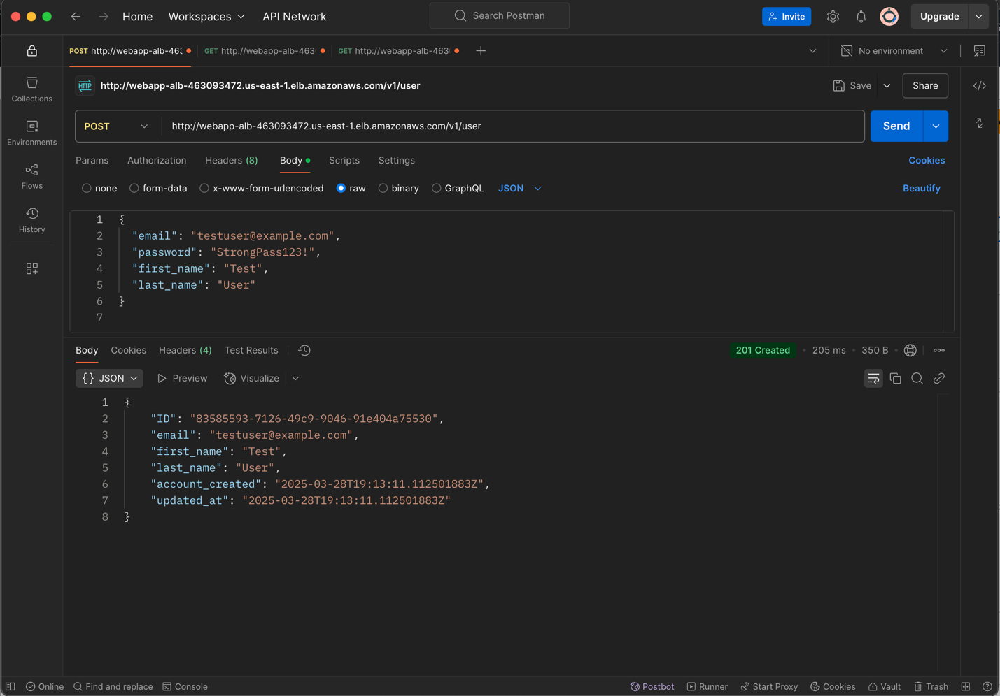 Home Workspaces API Network Search Postman Invite Upgrade
POST http://webapp-alb-463 GET http://webapp-alb-463 GET http://webapp-alb-463 No environment
HTTP http://webapp-alb-463093472.us-east-1.elb.amazonaws.com/v1/user Save Share
Collections
POST http://webapp-alb-463093472.us-east-1.elb.amazonaws.com/v1/user Send
Environments
Params Authorization Headers (8) Body Scripts Settings Cookies
Flows
none form-data x-www-form-urlencoded raw binary GraphQL JSON Beautify
History
1 {
2 "email": "testuser@example.com",
3 "password": "StrongPass123!",
4 "first_name": "Test",
5 "last_name": "User"
6 }
7
Body Cookies Headers (4) Test Results 201 Created 205 ms 350 B
{} JSON Preview Visualize
1 {
2 "ID": "83585593-7126-49c9-9046-91e404a75530",
3 "email": "testuser@example.com",
4 "first_name": "Test",
5 "last_name": "User",
6 "account_created": "2025-03-28T19:13:11.112501883Z",
7 "updated_at": "2025-03-28T19:13:11.112501883Z"
8 }
Online Find and replace Console Postbot Runner Start Proxy Cookies Vault Trash